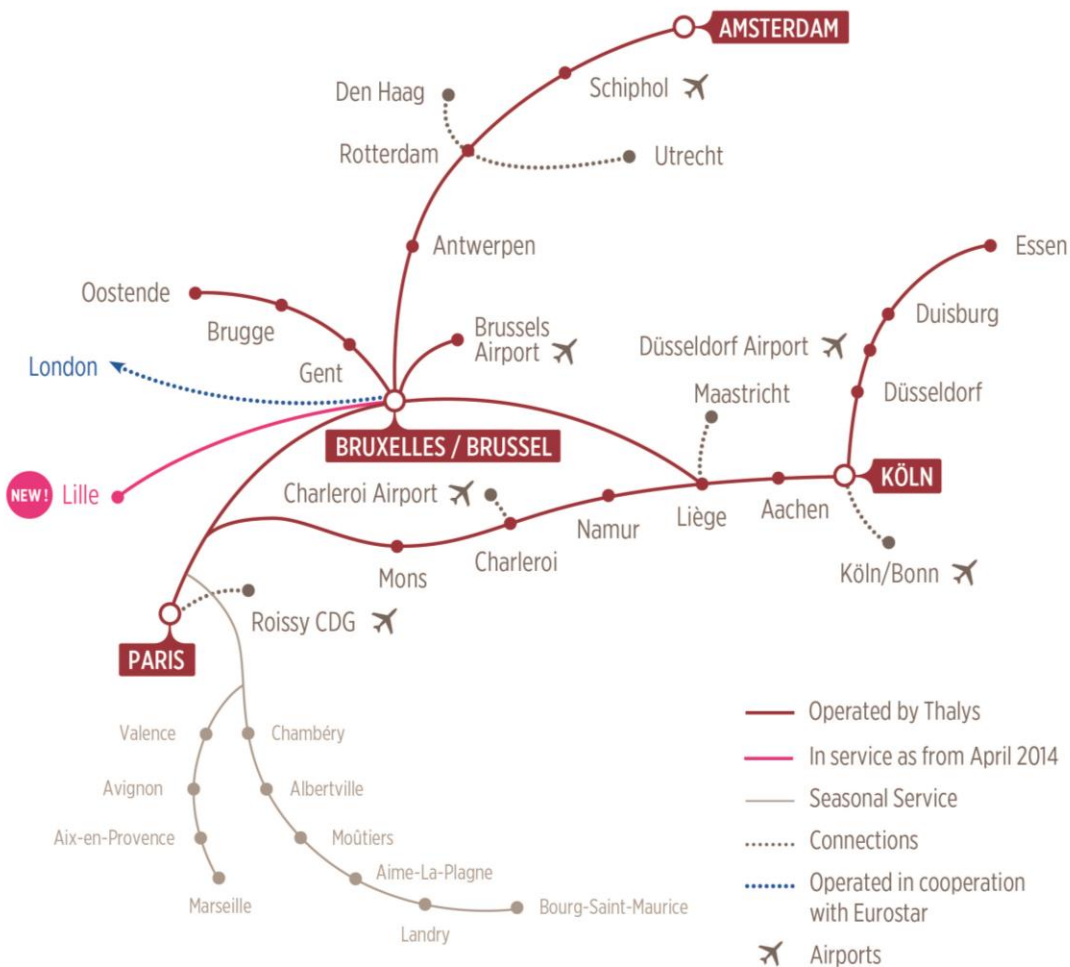 AMSTERDAM
Schiphol
Den Haag
Rotterdam
Utrecht
Antwerpen
Essen
Oostende
Brugge
Gent
Brussels
Airport
Düsseldorf Airport
Duisburg
London
Maastricht
Düsseldorf
BRUXELLES / BRUSSEL
NEW!
Lille
Charleroi Airport
KÖLN
Namur
Liège
Aachen
Mons
Charleroi
Köln/Bonn
Roissy CDG
PARIS
Valence
Chambéry
Avignon
Albertville
Aix-en-Provence
Moûtiers
Aime-La-Plagne
Marseille
Landry
Bourg-Saint-Maurice
Operated by Thalys
In service as from April 2014
Seasonal Service
Connections
Operated in cooperation
with Eurostar
Airports